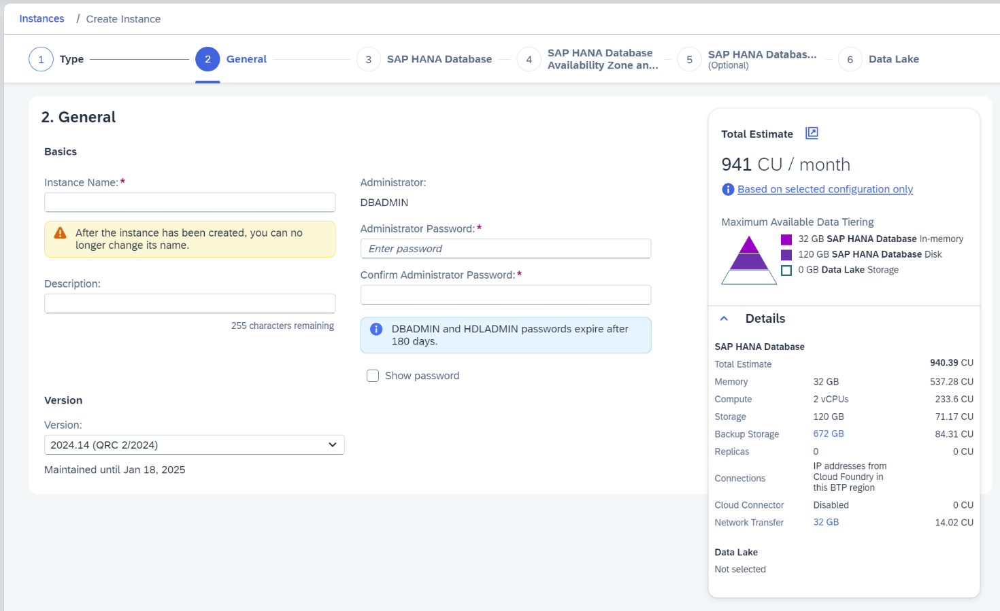 Instances / Create Instance
1 Type
2 General
3 SAP HANA Database
4 SAP HANA Database
Availability Zone an...
5 SAP HANA Databas...
(Optional)
6 Data Lake
2. General
Basics
Instance Name:*
After the instance has been created, you can no
longer change its name.
Description:
255 characters remaining
Administrator:
DBADMIN
Administrator Password:*
Enter password
Confirm Administrator Password:*
DBADMIN and HDLADMIN passwords expire after
180 days.
Show password
Version
Version:
2024.14 (QRC 2/2024)
Maintained until Jan 18, 2025
Total Estimate
941 CU / month
Based on selected configuration only
Maximum Available Data Tiering
32 GB SAP HANA Database In-memory
120 GB SAP HANA Database Disk
0 GB Data Lake Storage
Details
SAP HANA Database
Total Estimate 940.39 CU
Memory 32 GB 537.28 CU
Compute 2 vCPUs 233.6 CU
Storage 120 GB 71.17 CU
Backup Storage 672 GB 84.31 CU
Replicas 0 0 CU
Connections IP addresses from
Cloud Foundry in
this BTP region
Cloud Connector Disabled 0 CU
Network Transfer 32 GB 14.02 CU
Data Lake
Not selected